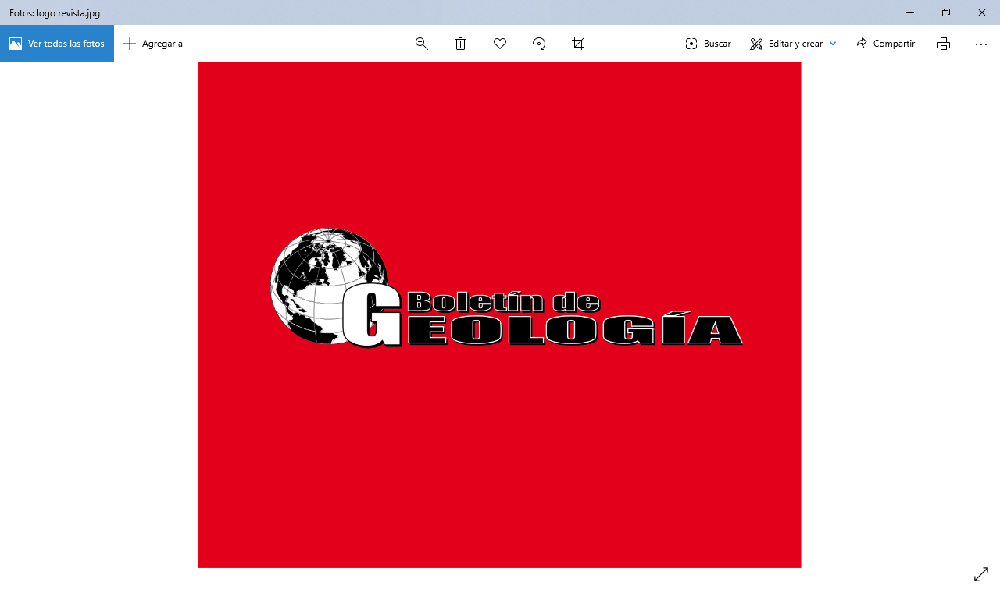 Fotos: logo revista.jpg
Ver todas las fotos
Agregar a
Buscar
Editar y crear
Compartir
Boletín de
GEOLOGÍA